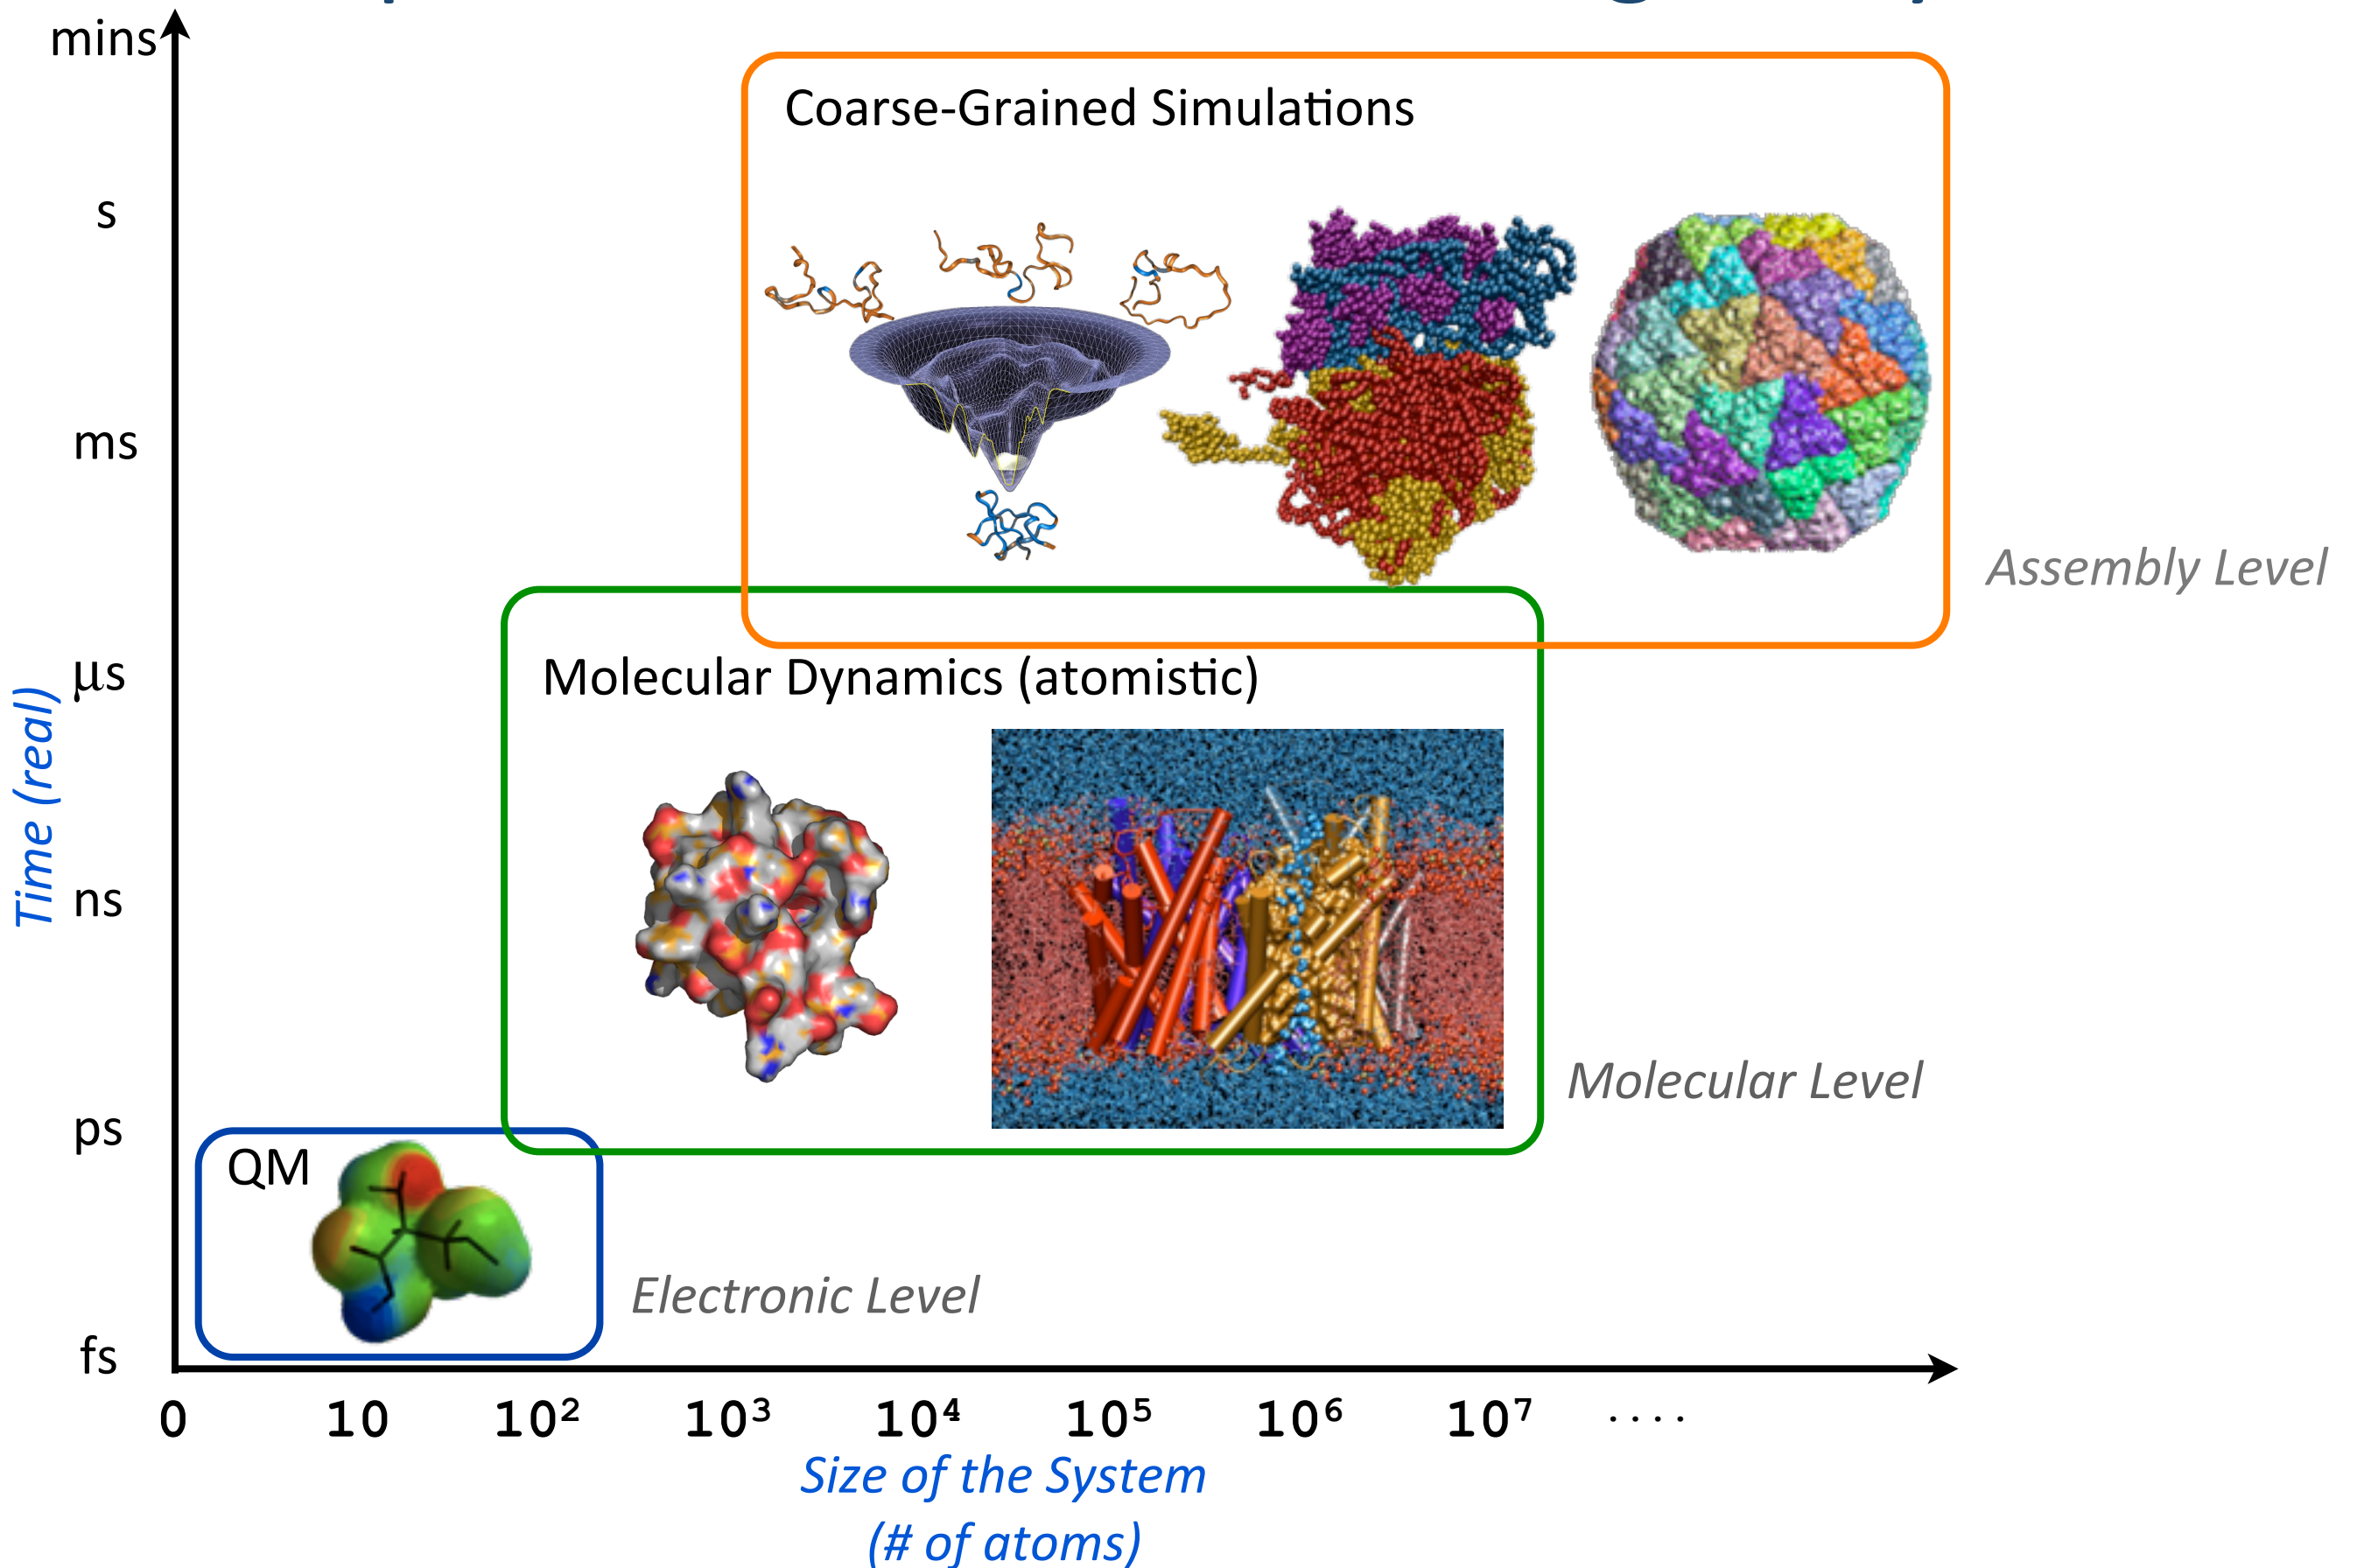 mins
s
ms
µs
ns
ps
fs
Time (real)
Coarse-Grained Simulations
Assembly Level
Molecular Dynamics (atomistic)
Molecular Level
QM
Electronic Level
0 10 10² 10³ 10⁴ 10⁵ 10⁶ 10⁷ ....
Size of the System
(# of atoms)